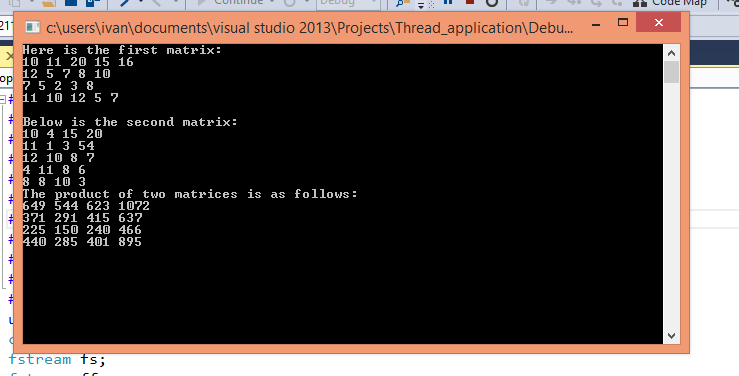 Continue
Debug
Code Map
211
c:\users\ivan\documents\visual studio 2013\Projects\Thread_application\Debu...
Here is the first matrix:
10 11 20 15 16
12 5 7 8 10
7 5 2 3 8
11 10 12 5 7
Below is the second matrix:
10 4 15 20
11 1 3 54
12 10 8 7
4 11 8 6
8 8 10 3
The product of two matrices is as follows:
649 544 623 1072
371 291 415 637
225 150 240 466
440 285 401 895
fstream fs;